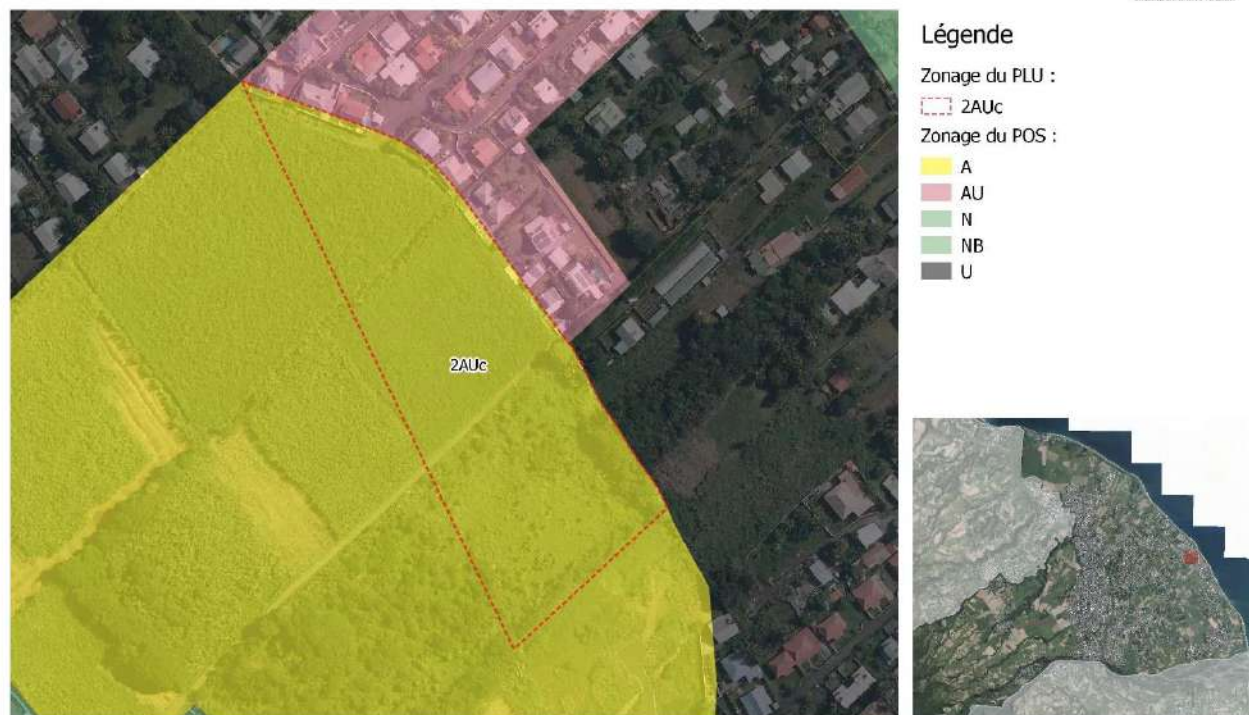 Légende
Zonage du PLU :
2AUc
Zonage du POS :
A
AU
N
NB
U
2AUc